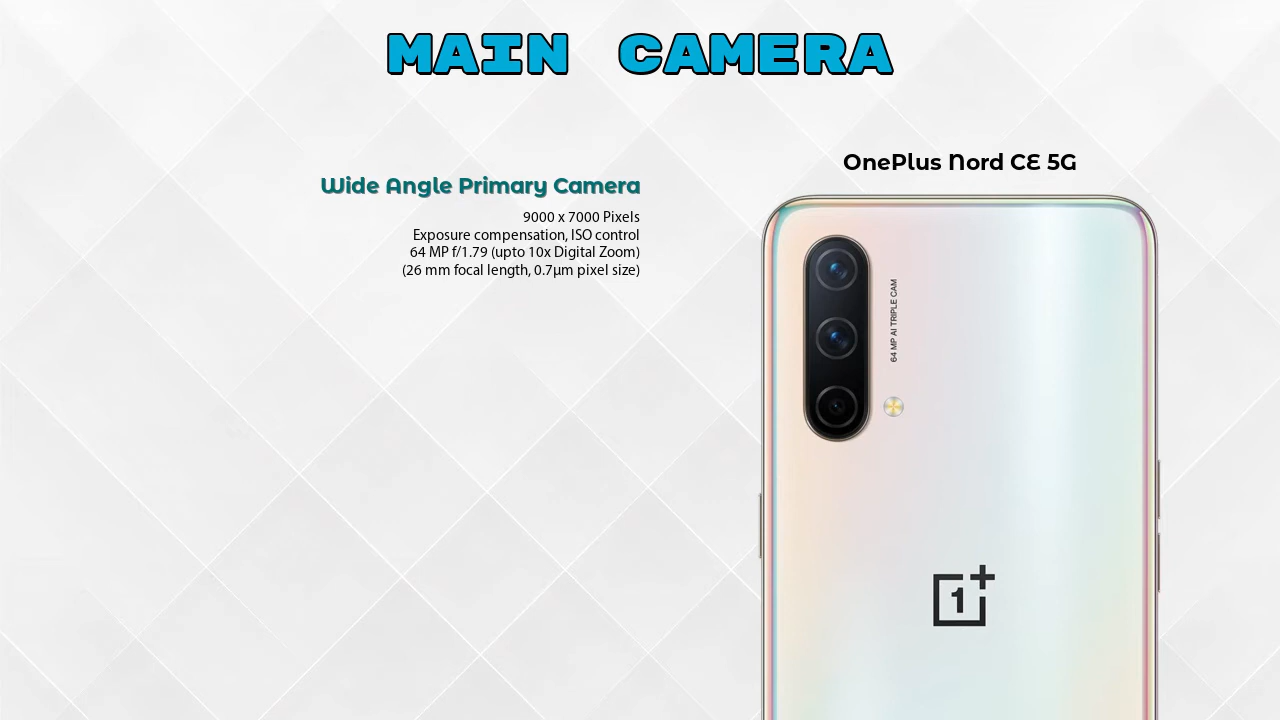 MAIN CAMERA
OnePlus Nord CE 5G
Wide Angle Primary Camera
9000 x 7000 Pixels
Exposure compensation, ISO control
64 MP f/1.79 (upto 10x Digital Zoom)
(26 mm focal length, 0.7µm pixel size)
64 MP AI TRIPLE CAM
1+